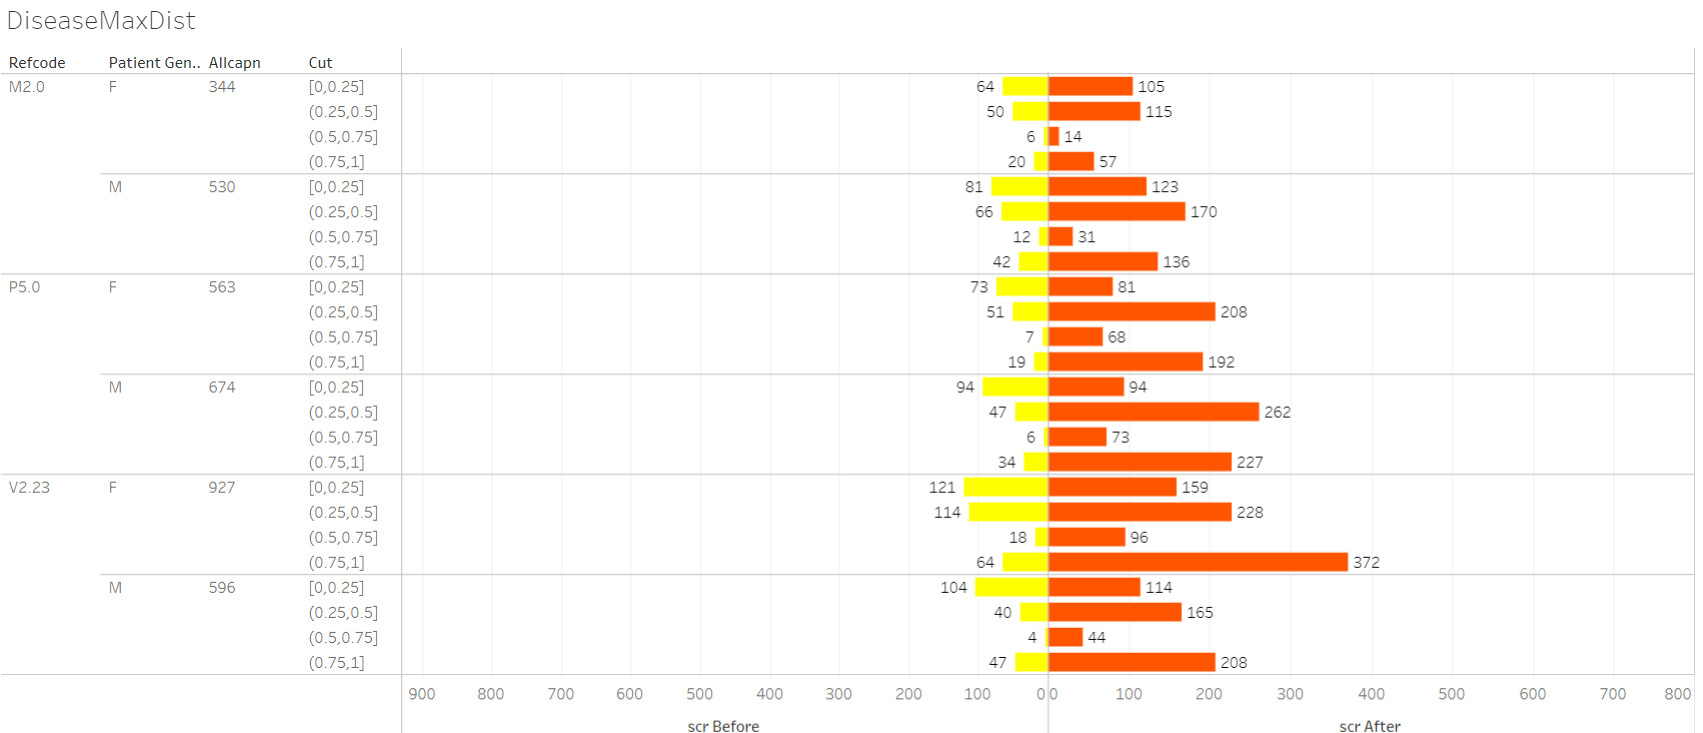 DiseaseMaxDist
Refcode Patient Gen.. Allcapn Cut
M2.0 F 344 [0,0.25] 64 105
(0.25,0.5] 50 115
(0.5,0.75] 6 14
(0.75,1] 20 57
M 530 [0,0.25] 81 123
(0.25,0.5] 66 170
(0.5,0.75] 12 31
(0.75,1] 42 136
P5.0 F 563 [0,0.25] 73 81
(0.25,0.5] 51 208
(0.5,0.75] 7 68
(0.75,1] 19 192
M 674 [0,0.25] 94 94
(0.25,0.5] 47 262
(0.5,0.75] 6 73
(0.75,1] 34 227
V2.23 F 927 [0,0.25] 121 159
(0.25,0.5] 114 228
(0.5,0.75] 18 96
(0.75,1] 64 372
M 596 [0,0.25] 104 114
(0.25,0.5] 40 165
(0.5,0.75] 4 44
(0.75,1] 47 208
900 800 700 600 500 400 300 200 100 0 0 100 200 300 400 500 600 700 800
scr Before scr After